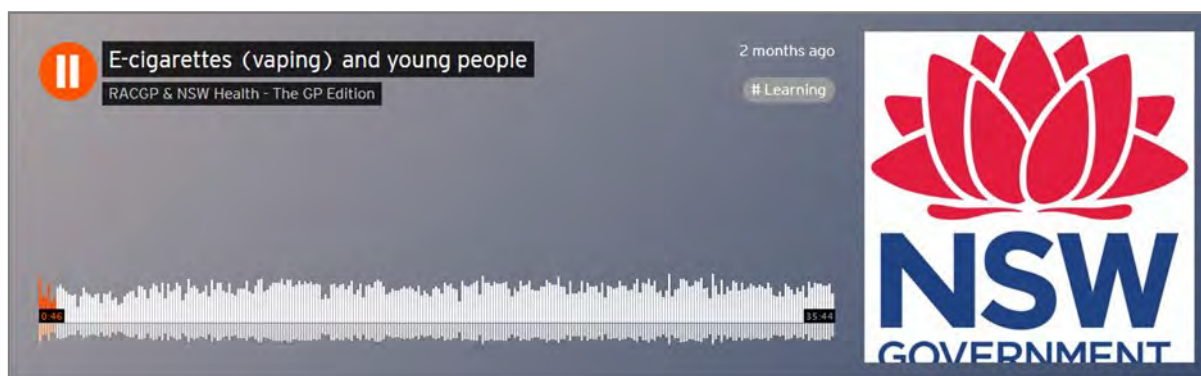 E-cigarettes (vaping) and young people
RACGP & NSW Health - The GP Edition
2 months ago
# Learning
0:46
35:44
NSW
GOVERNMENT